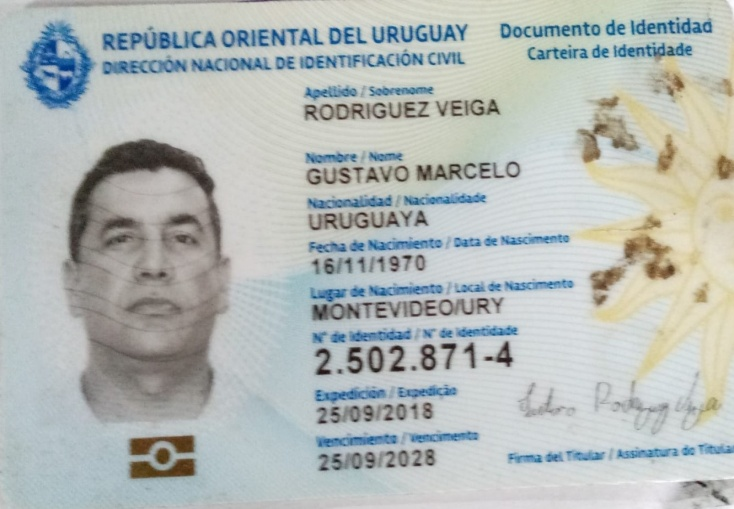 REPÚBLICA ORIENTAL DEL URUGUAY
DIRECCIÓN NACIONAL DE IDENTIFICACIÓN CIVIL
Documento de Identidad
Carteira de Identidade
Apellido / Sobrenome
RODRIGUEZ VEIGA
Nombre / Nome
GUSTAVO MARCELO
Nacionalidad / Nacionalidade
URUGUAYA
Fecha de Nacimiento / Data de Nascimento
16/11/1970
Lugar de Nacimiento / Local de Nascimento
MONTEVIDEO/URY
N° de Identidad / N° de Identidade
2.502.871-4
Expedición / Expedição
25/09/2018
Vencimiento / Vencimento
25/09/2028
Firma del Titular / Assinatura do Titular